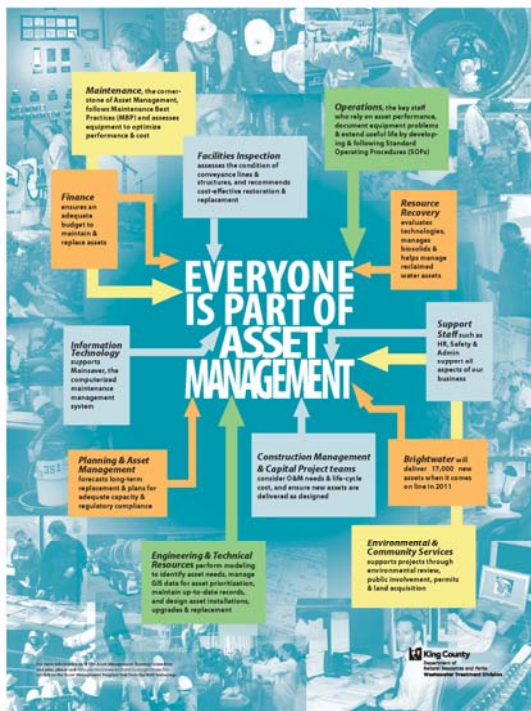 Maintenance, the corner-
stone of Asset Management,
follows Maintenance Best
Practices (MBP) and assesses
equipment to optimize
performance & cost
Operations, the key staff
who rely on asset performance,
document equipment problems
& extend useful life by develop-
ing & following Standard
Operating Procedures (SOPs)
Facilities Inspection
assesses the condition of
conveyance lines &
structures, and recommends
cost-effective restoration &
replacement
Finance
ensures an
adequate
budget to
maintain &
replace assets
Resource
Recovery
evaluates
technologies,
manages
biosolids &
helps manage
reclaimed
water assets
EVERYONE
IS PART OF
ASSET
MANAGEMENT
Information
Technology
supports
Mainsaver, the
computerized
maintenance
management
system
Support
Staff such as
HR, Safety &
Admin
support all
aspects of our
business
Planning & Asset
Management
forecasts long-term
replacement & plans for
adequate capacity &
regulatory compliance
Construction Management
& Capital Project teams
consider O&M needs & life-cycle
cost, and ensure new assets are
delivered as designed
Brightwater will
deliver 17,000 new
assets when it comes
on line in 2011
Engineering & Technical
Resources perform modeling
to identify asset needs, manage
GIS data for asset prioritization,
maintain up-to-date records,
and design asset installations,
upgrades & replacement
Environmental &
Community Services
supports projects through
environmental review,
public involvement, permits
& land acquisition
King County
Department of
Natural Resources and Parks
Wastewater Treatment Division